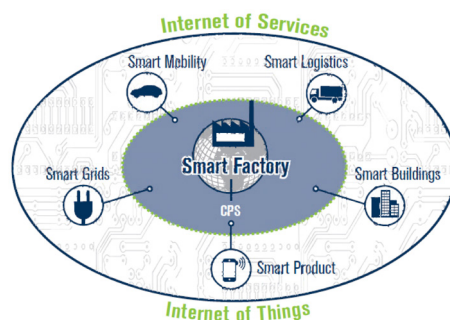 Internet of Services
Smart Mobility
Smart Logistics
Smart Factory
Smart Grids
Smart Buildings
CPS
Smart Product
Internet of Things